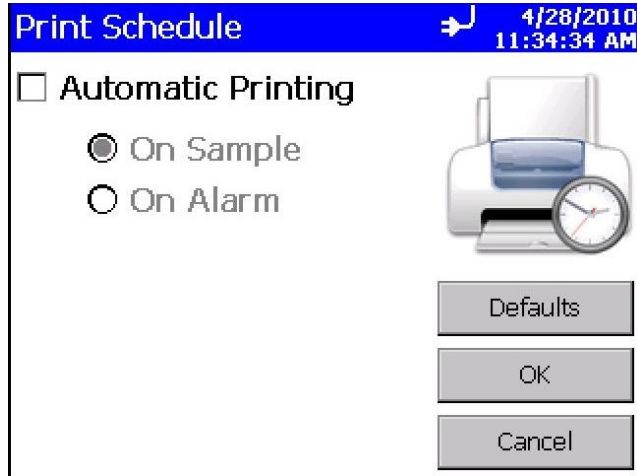 Print Schedule
4/28/2010
11:34:34 AM
Automatic Printing
On Sample
On Alarm
Defaults
OK
Cancel